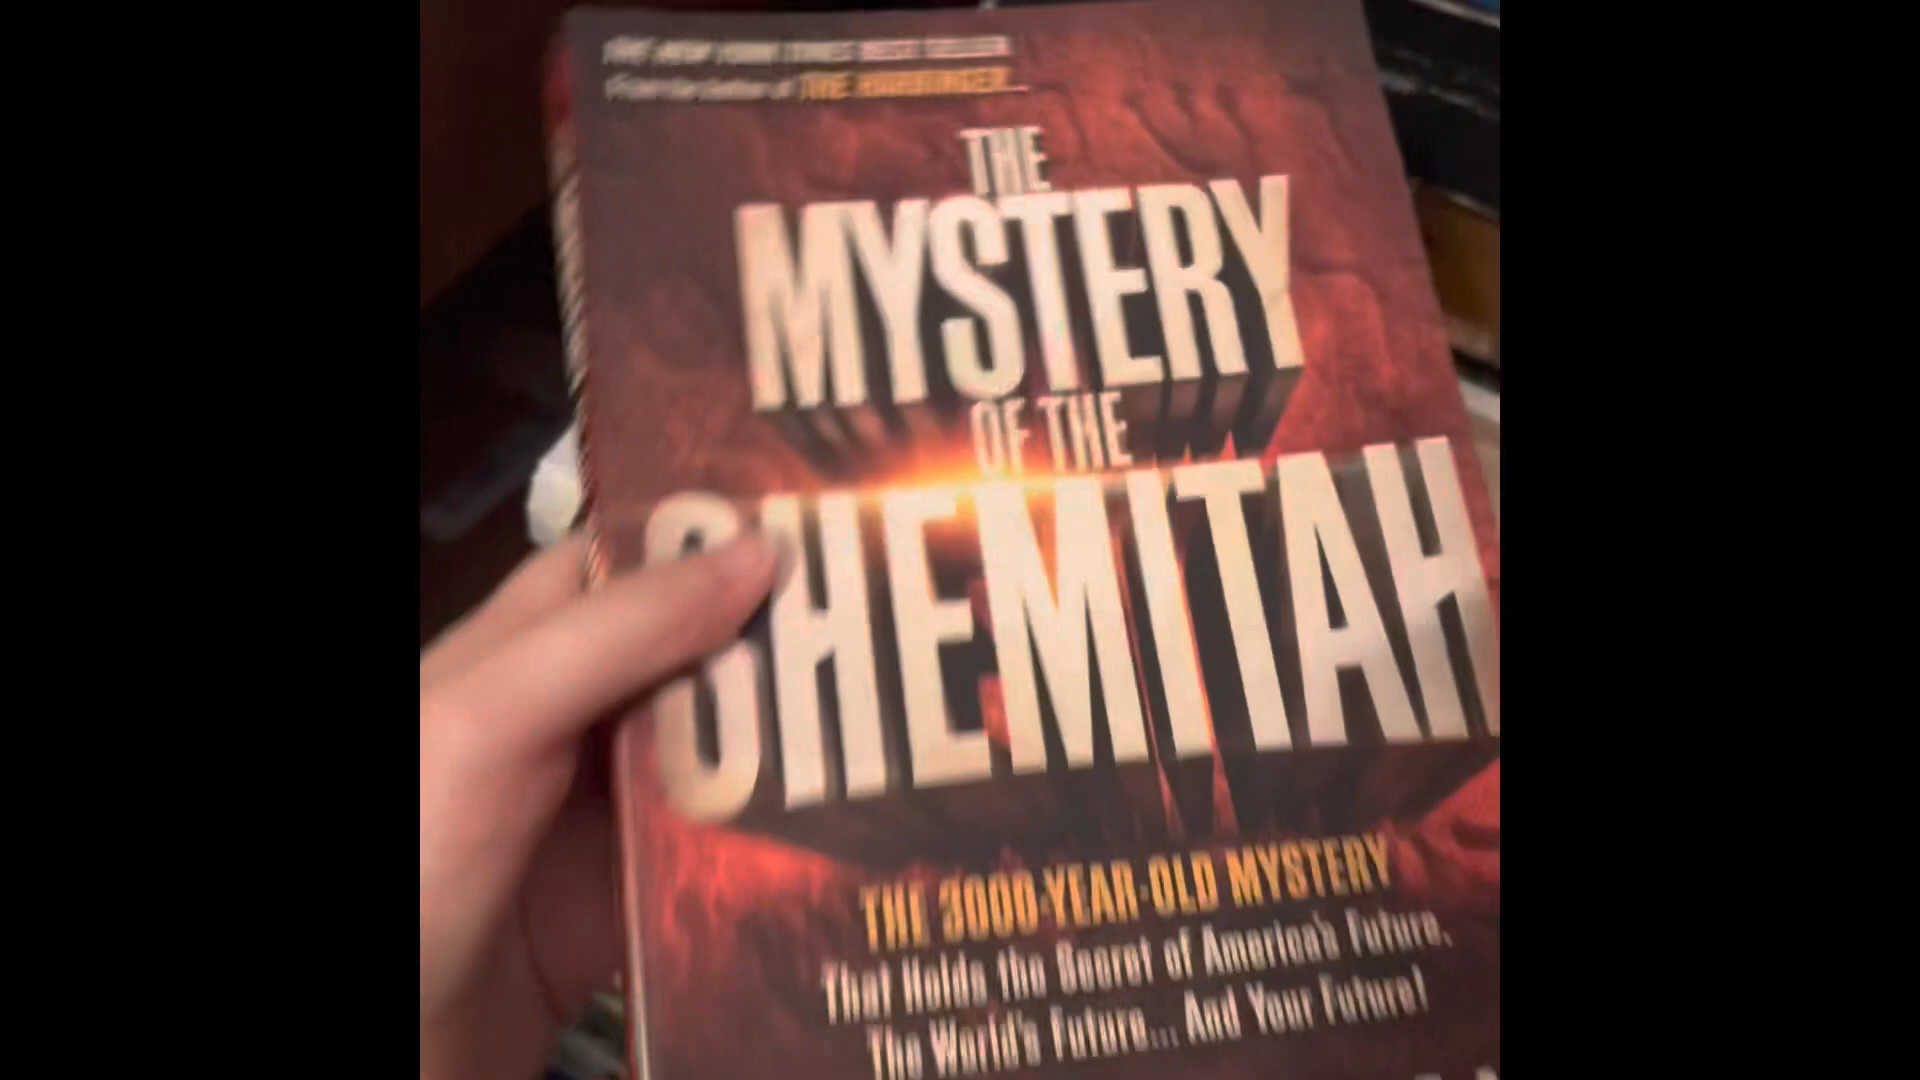 THE NEW YORK TIMES BEST SELLER
From the Author of THE HARBINGER...
THE
MYSTERY
OF THE
SHEMITAH
THE 3000-YEAR-OLD MYSTERY
That Holds the Secret of America's Future,
The World's Future... And Your Future!